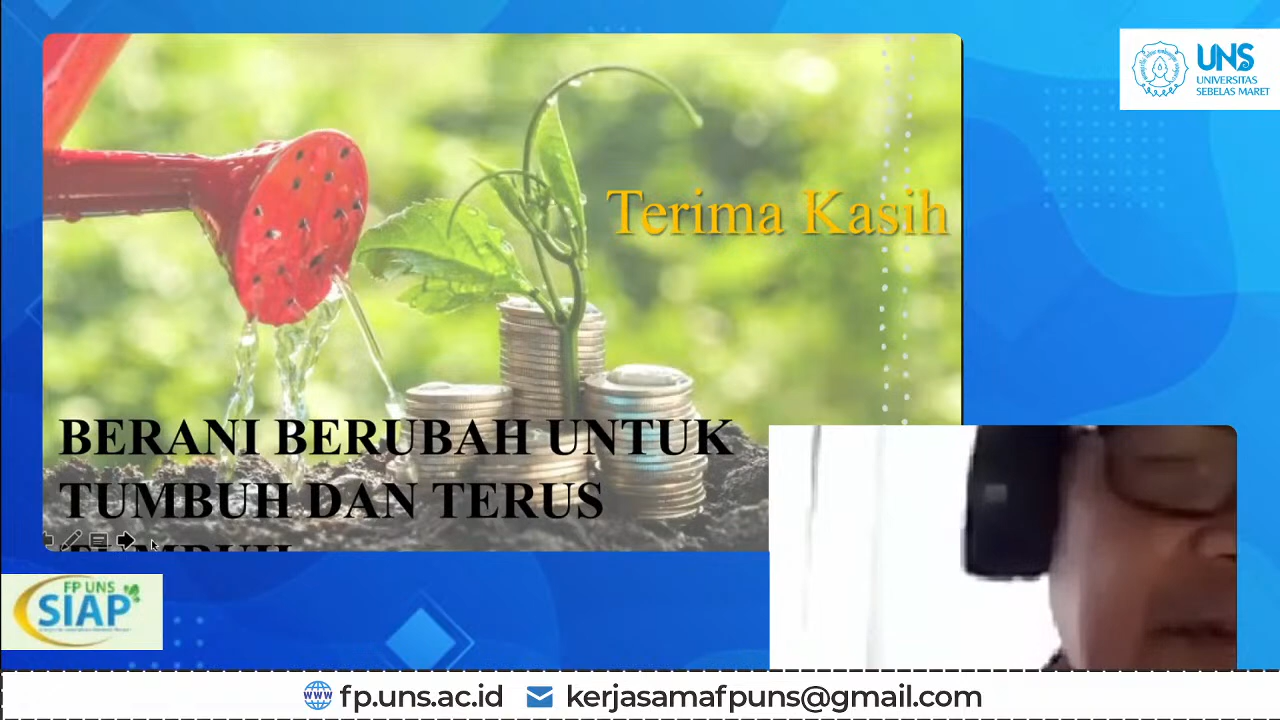 UNS
UNIVERSITAS
SEBELAS MARET
Terima Kasih
BERANI BERUBAH UNTUK
TUMBUH DAN TERUS
FP UNS
SIAP
fp.uns.ac.id
kerjasamafpuns@gmail.com